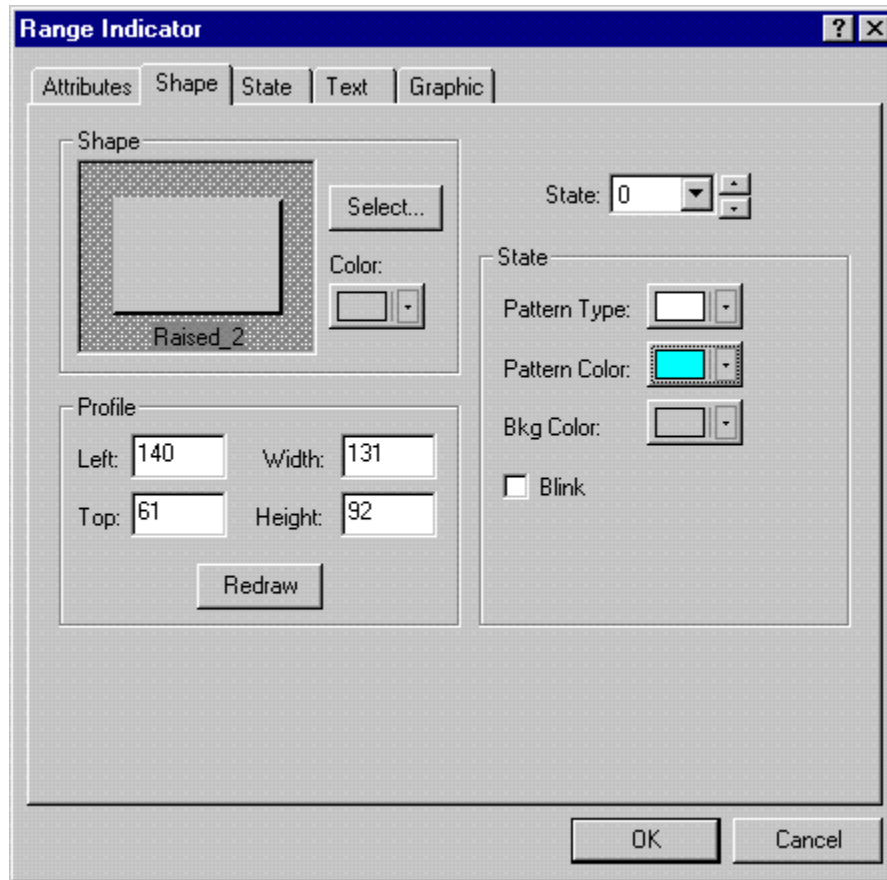 Range Indicator
Attributes Shape State Text Graphic
Shape
Select...
Color:
Raised_2
State: 0
State
Pattern Type:
Pattern Color:
Bkg Color:
Blink
Profile
Left: 140 Width: 131
Top: 61 Height: 92
Redraw
OK Cancel